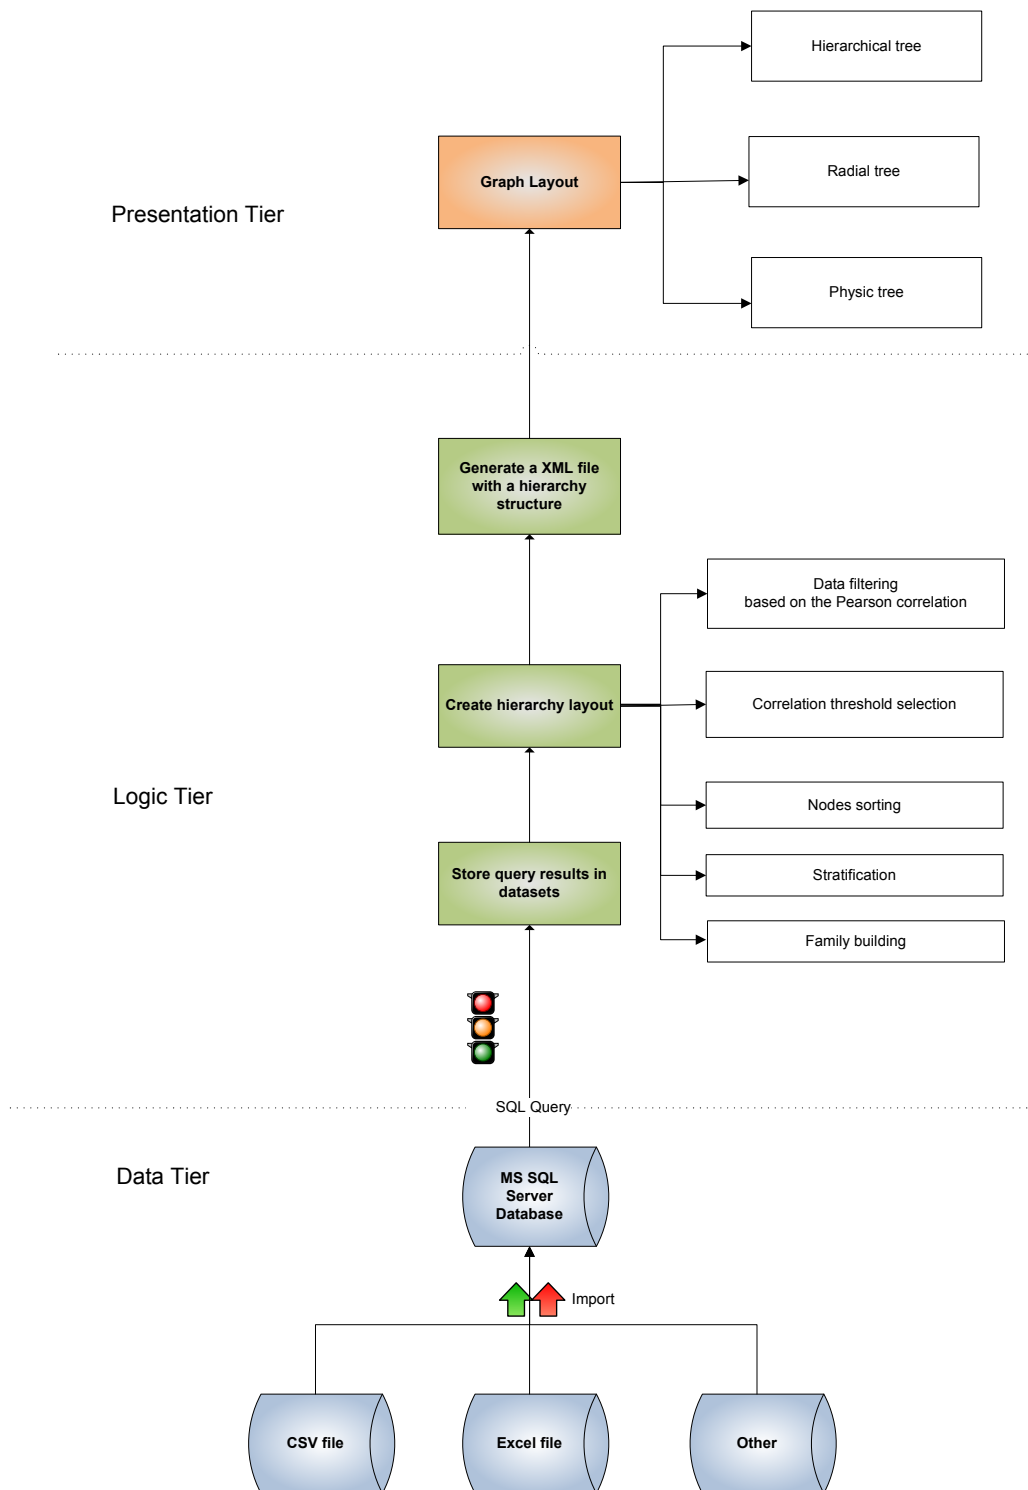 Hierarchical tree
Graph Layout
Radial tree
Presentation Tier
Physic tree
Generate a XML file
with a hierarchy
structure
Data filtering
based on the Pearson correlation
Create hierarchy layout
Correlation threshold selection
Logic Tier
Nodes sorting
Store query results in
datasets
Stratification
Family building
SQL Query
Data Tier
MS SQL
Server
Database
Import
CSV file
Excel file
Other